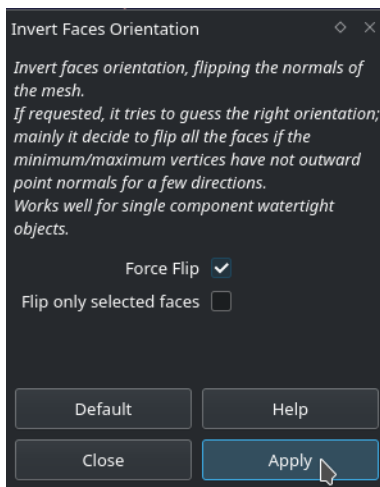 Invert Faces Orientation
Invert faces orientation, flipping the normals of
the mesh.
If requested, it tries to guess the right orientation;
mainly it decide to flip all the faces if the
minimum/maximum vertices have not outward
point normals for a few directions.
Works well for single component watertight
objects.
Force Flip
Flip only selected faces
Default Help
Close Apply